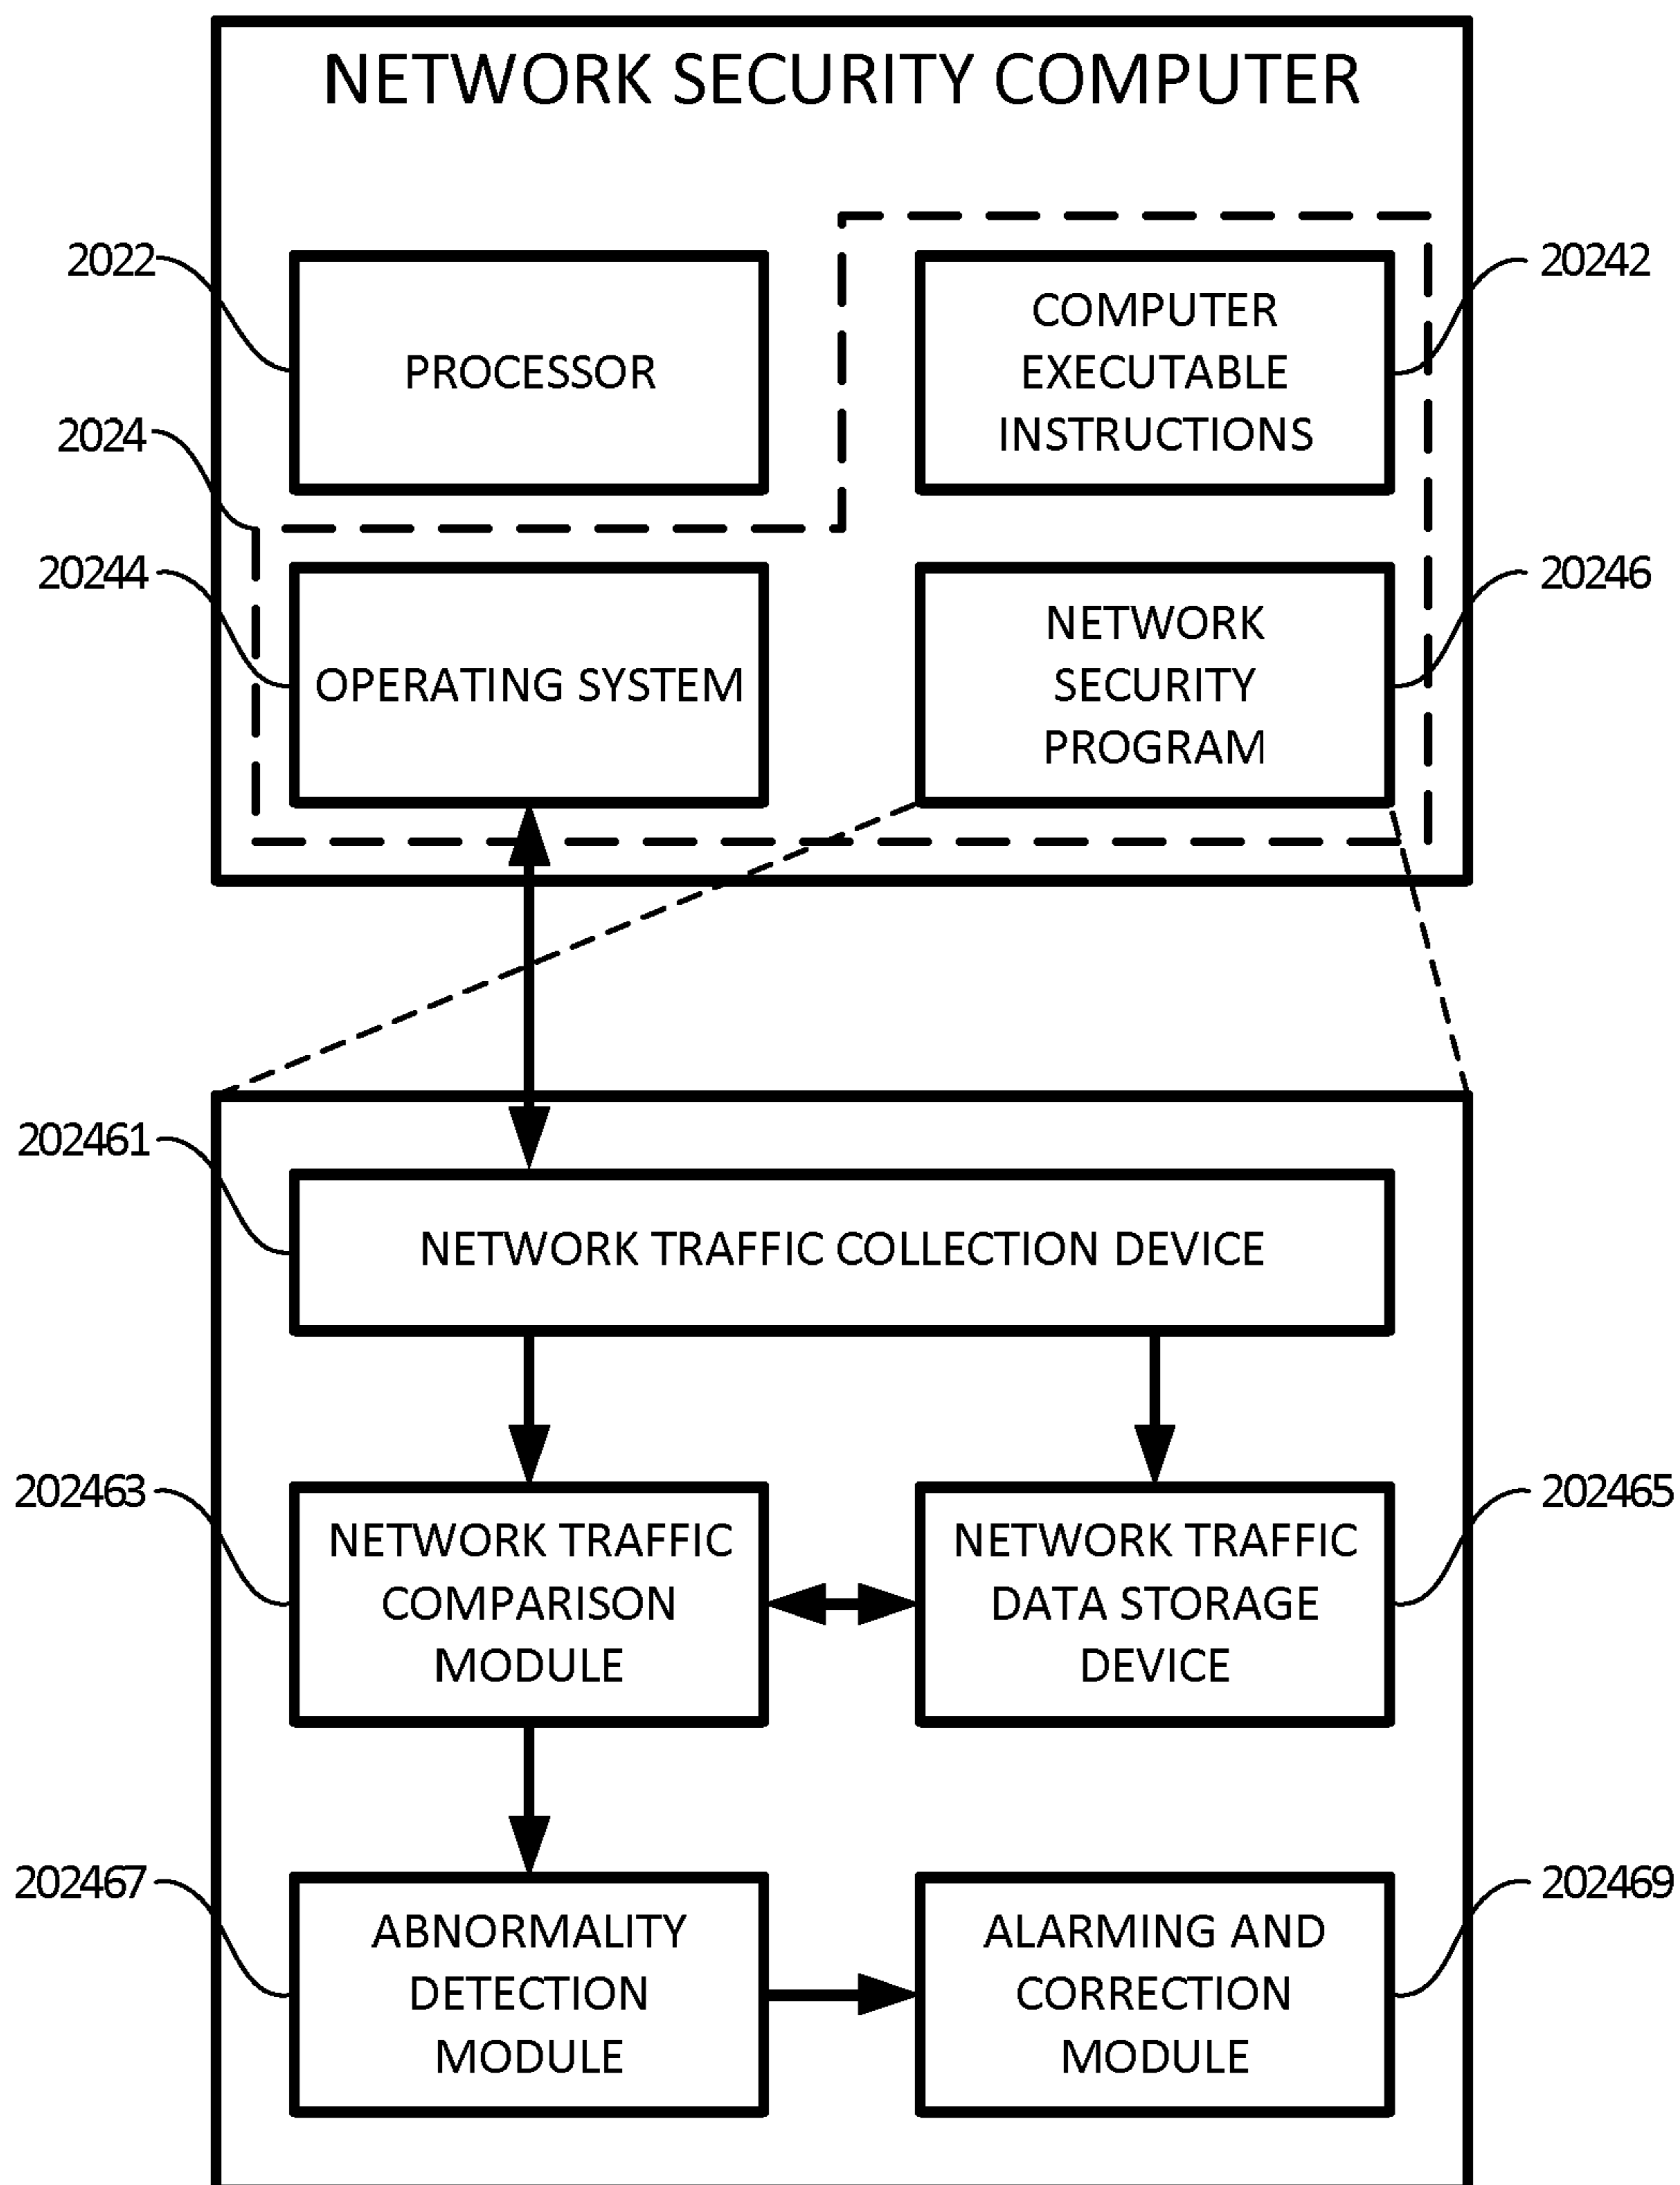 NETWORK SECURITY COMPUTER
2022
PROCESSOR
20242
COMPUTER
EXECUTABLE
INSTRUCTIONS
2024
20244
OPERATING SYSTEM
20246
NETWORK
SECURITY
PROGRAM
202461
NETWORK TRAFFIC COLLECTION DEVICE
202463
NETWORK TRAFFIC
COMPARISON
MODULE
202465
NETWORK TRAFFIC
DATA STORAGE
DEVICE
202467
ABNORMALITY
DETECTION
MODULE
202469
ALARMING AND
CORRECTION
MODULE